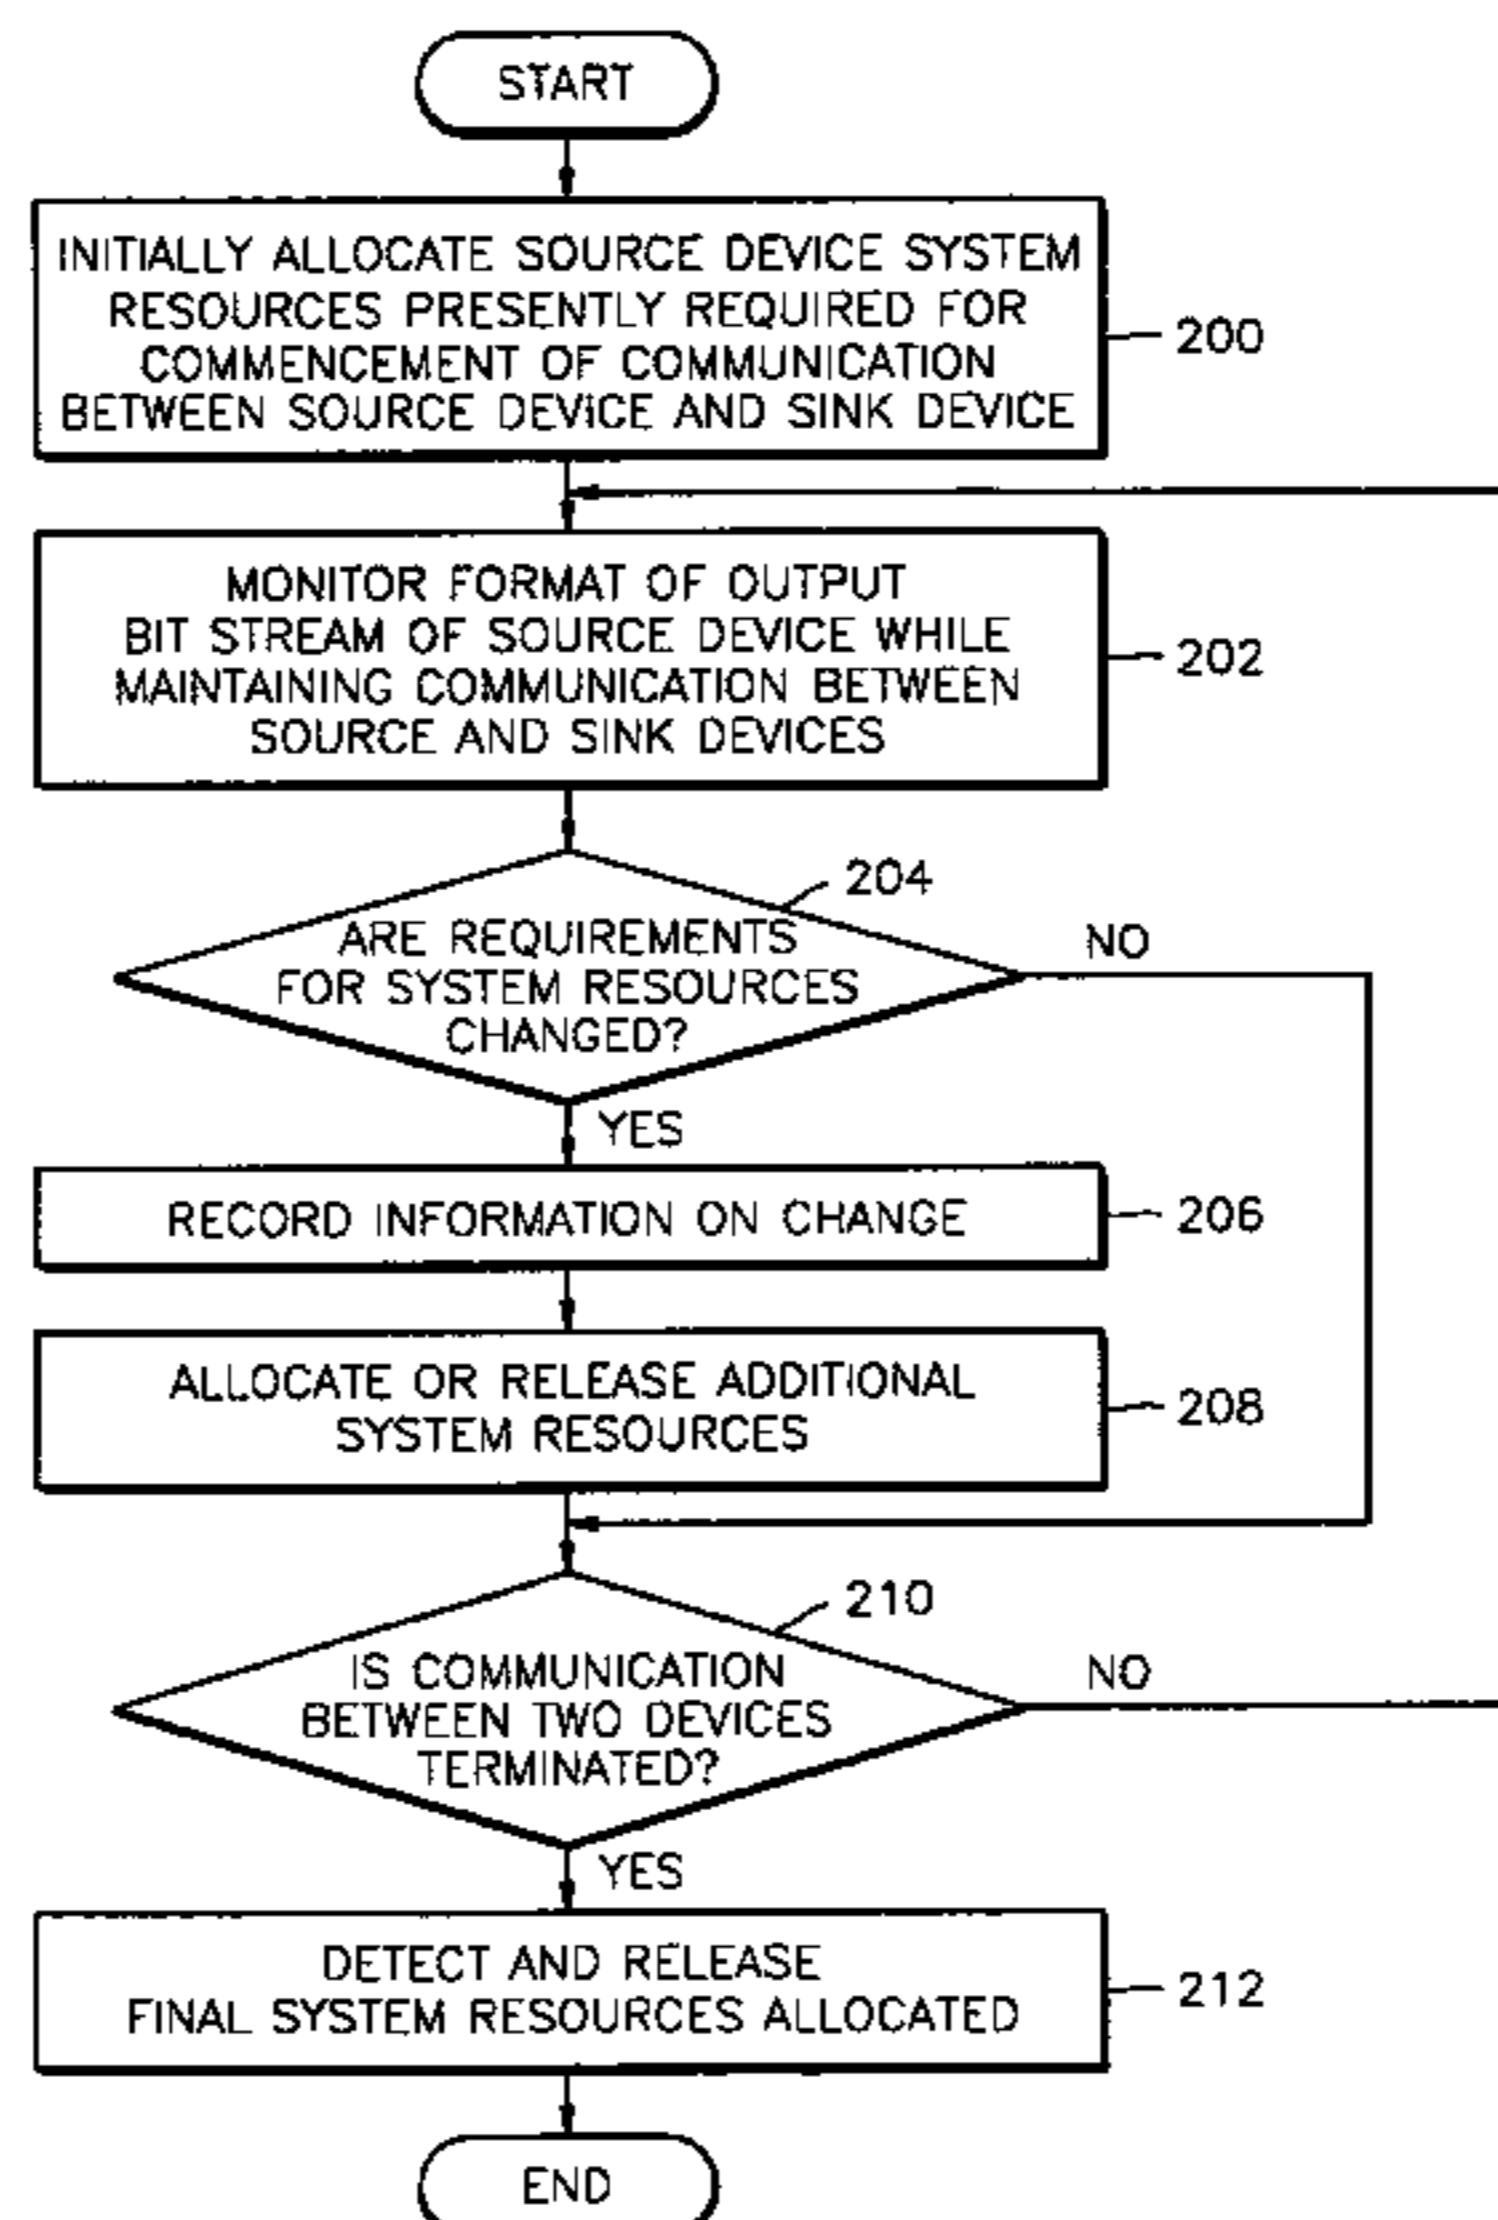 START
INITIALLY ALLOCATE SOURCE DEVICE SYSTEM
RESOURCES PRESENTLY REQUIRED FOR
COMMENCEMENT OF COMMUNICATION
BETWEEN SOURCE DEVICE AND SINK DEVICE
200
MONITOR FORMAT OF OUTPUT
BIT STREAM OF SOURCE DEVICE WHILE
MAINTAINING COMMUNICATION BETWEEN
SOURCE AND SINK DEVICES
202
204
ARE REQUIREMENTS
FOR SYSTEM RESOURCES
CHANGED?
NO
YES
RECORD INFORMATION ON CHANGE
206
ALLOCATE OR RELEASE ADDITIONAL
SYSTEM RESOURCES
208
210
IS COMMUNICATION
BETWEEN TWO DEVICES
TERMINATED?
NO
YES
DETECT AND RELEASE
FINAL SYSTEM RESOURCES ALLOCATED
212
END